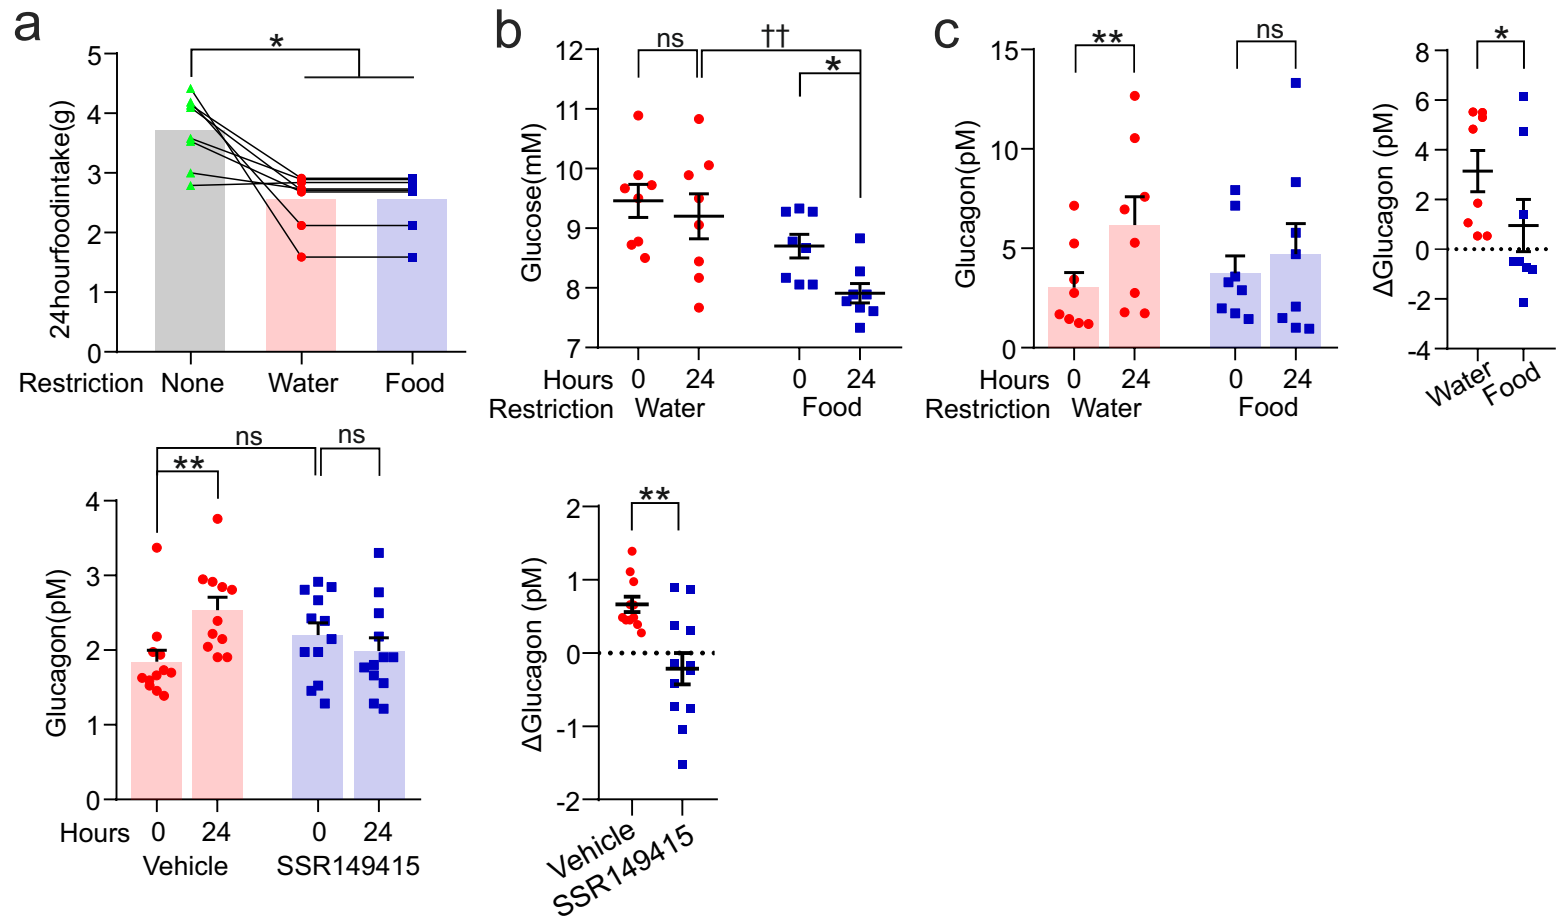 a
*
5
4
3
2
1
0
24hourfoodintake(g)
Restriction None Water Food
b
ns
††
*
12
11
10
9
8
7
Glucose(mM)
Hours 0 24 0 24
Restriction Water Food
c
**
ns
15
10
5
0
Glucagon(pM)
Hours 0 24 0 24
Restriction Water Food
*
8
6
4
2
0
-2
-4
ΔGlucagon (pM)
Water
Food
ns
ns
**
4
3
2
1
0
Glucagon(pM)
Hours 0 24 0 24
Vehicle SSR149415
**
2
1
0
-1
-2
ΔGlucagon (pM)
Vehicle
SSR149415